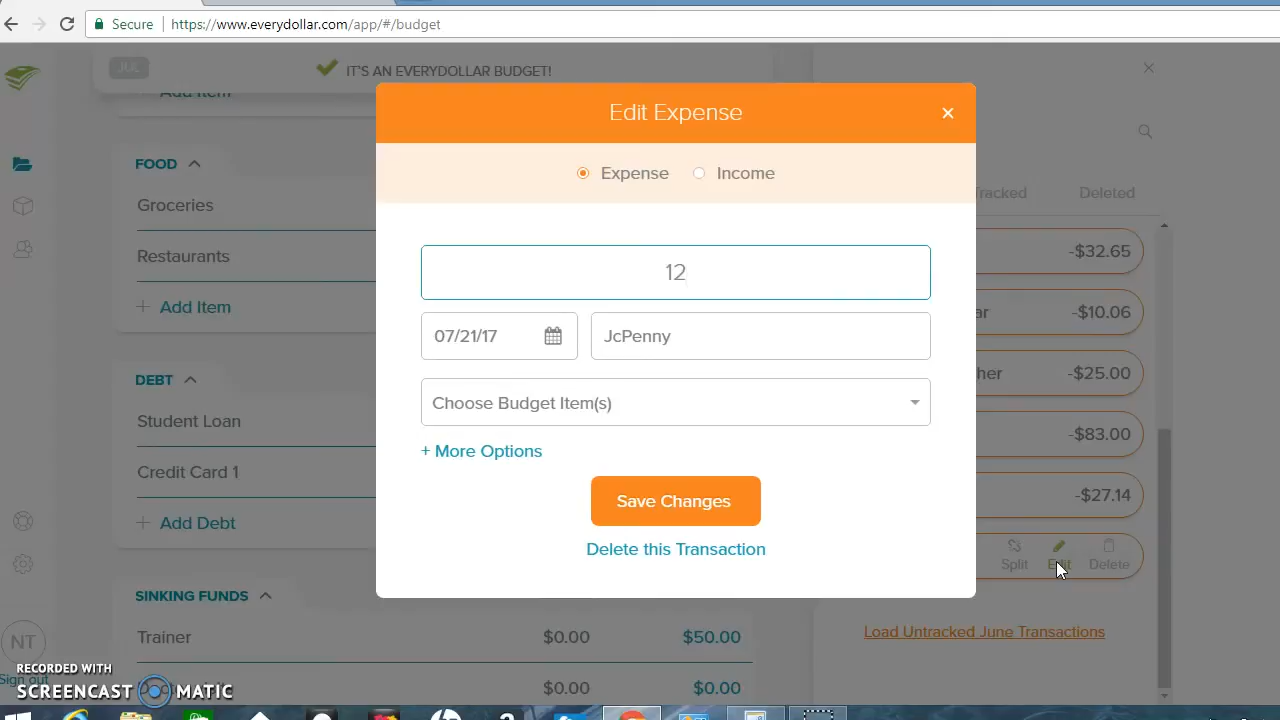 Secure
https://www.everydollar.com/app/#/budget
JUL
IT'S AN EVERYDOLLAR BUDGET!
Add Item
Edit Expense
Expense
Income
12
07/21/17
JcPenny
Choose Budget Item(s)
+ More Options
Save Changes
Delete this Transaction
FOOD
Groceries
Restaurants
+ Add Item
DEBT
Student Loan
Credit Card 1
+ Add Debt
SINKING FUNDS
Trainer $0.00 $50.00
$0.00 $0.00
Tracked Deleted
-$32.65
ar -$10.06
her -$25.00
-$83.00
-$27.14
Split Edit Delete
Load Untracked June Transactions
NT
Sign out
RECORDED WITH
SCREENCAST MATIC